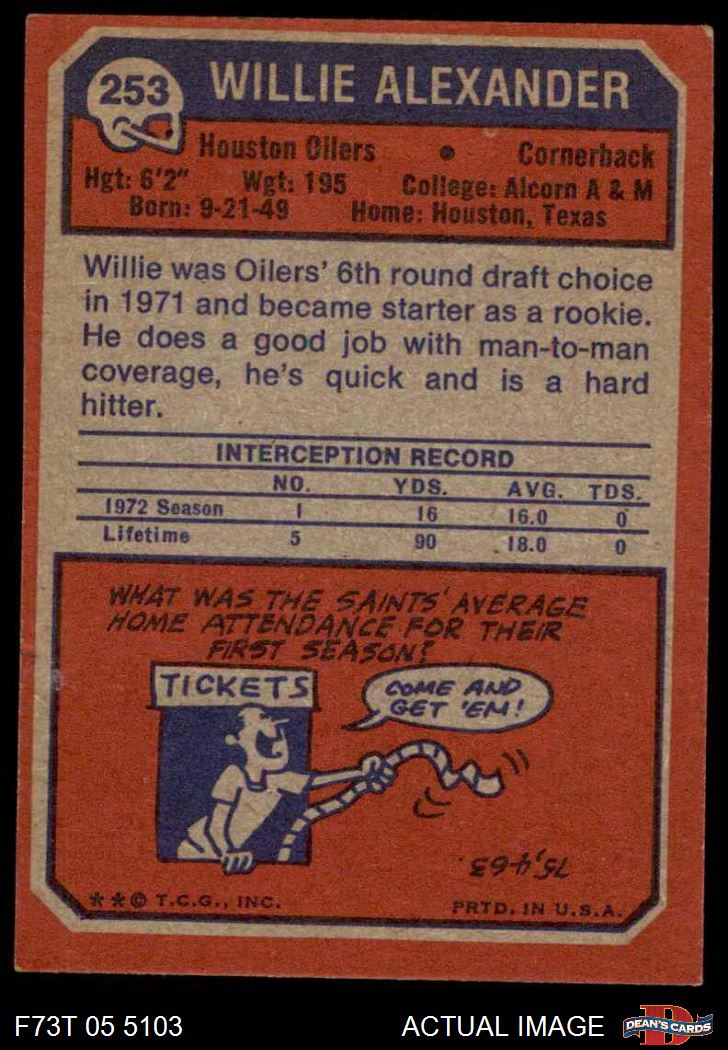 253 WILLIE ALEXANDER
Houston Oilers • Cornerback
Hgt: 6'2" Wgt: 195 College: Alcorn A & M
Born: 9-21-49 Home: Houston, Texas
Willie was Oilers' 6th round draft choice
in 1971 and became starter as a rookie.
He does a good job with man-to-man
coverage, he's quick and is a hard
hitter.
INTERCEPTION RECORD
NO. YDS. AVG. TDS.
1972 Season 1 16 16.0 0
Lifetime 5 90 18.0 0
WHAT WAS THE SAINTS' AVERAGE
HOME ATTENDANCE FOR THEIR
FIRST SEASON?
TICKETS
COME AND
GET 'EM!
75,463.
**© T.C.G., INC. PRTD. IN U.S.A.
F73T 05 5103 ACTUAL IMAGE
D
DEAN'S CARDS